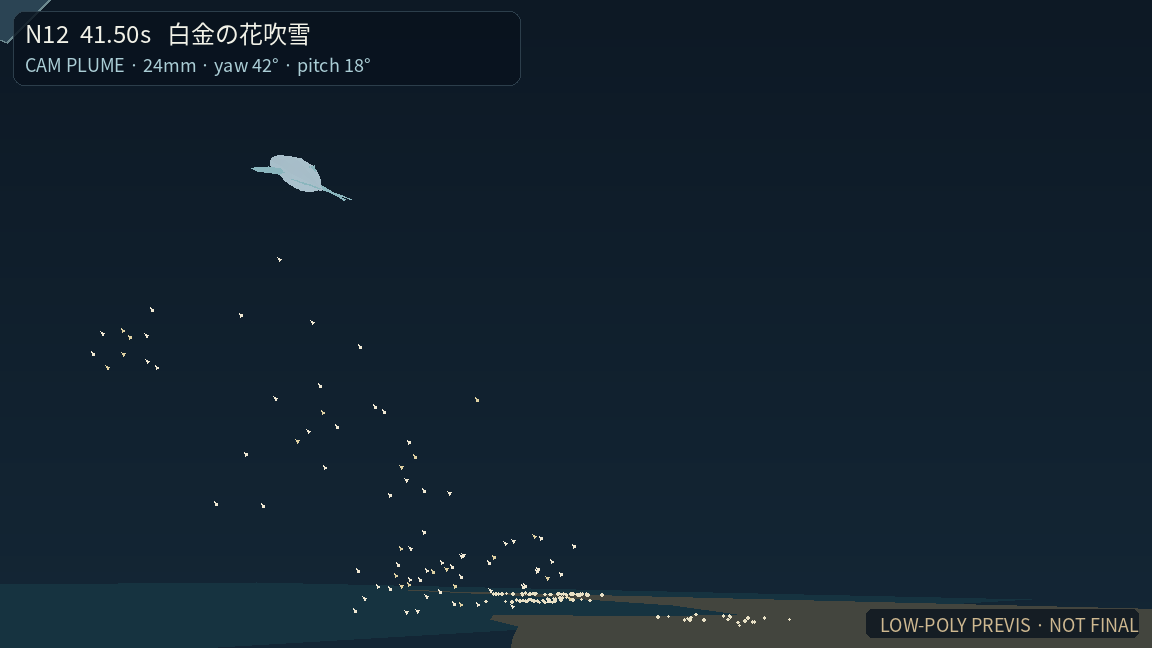 N12 41.50s 白金の花吹雪
CAM PLUME · 24mm · yaw 42° · pitch 18°
LOW-POLY PREVIS · NOT FINAL